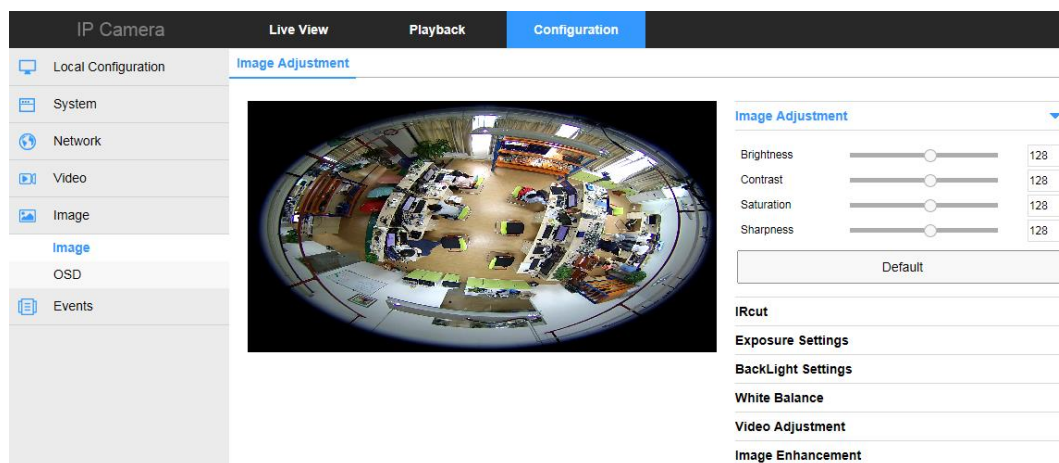 IP Camera
Live View
Playback
Configuration
Local Configuration
System
Network
Video
Image
Image
OSD
Events
Image Adjustment
Image Adjustment
Brightness 128
Contrast 128
Saturation 128
Sharpness 128
Default
IRcut
Exposure Settings
BackLight Settings
White Balance
Video Adjustment
Image Enhancement